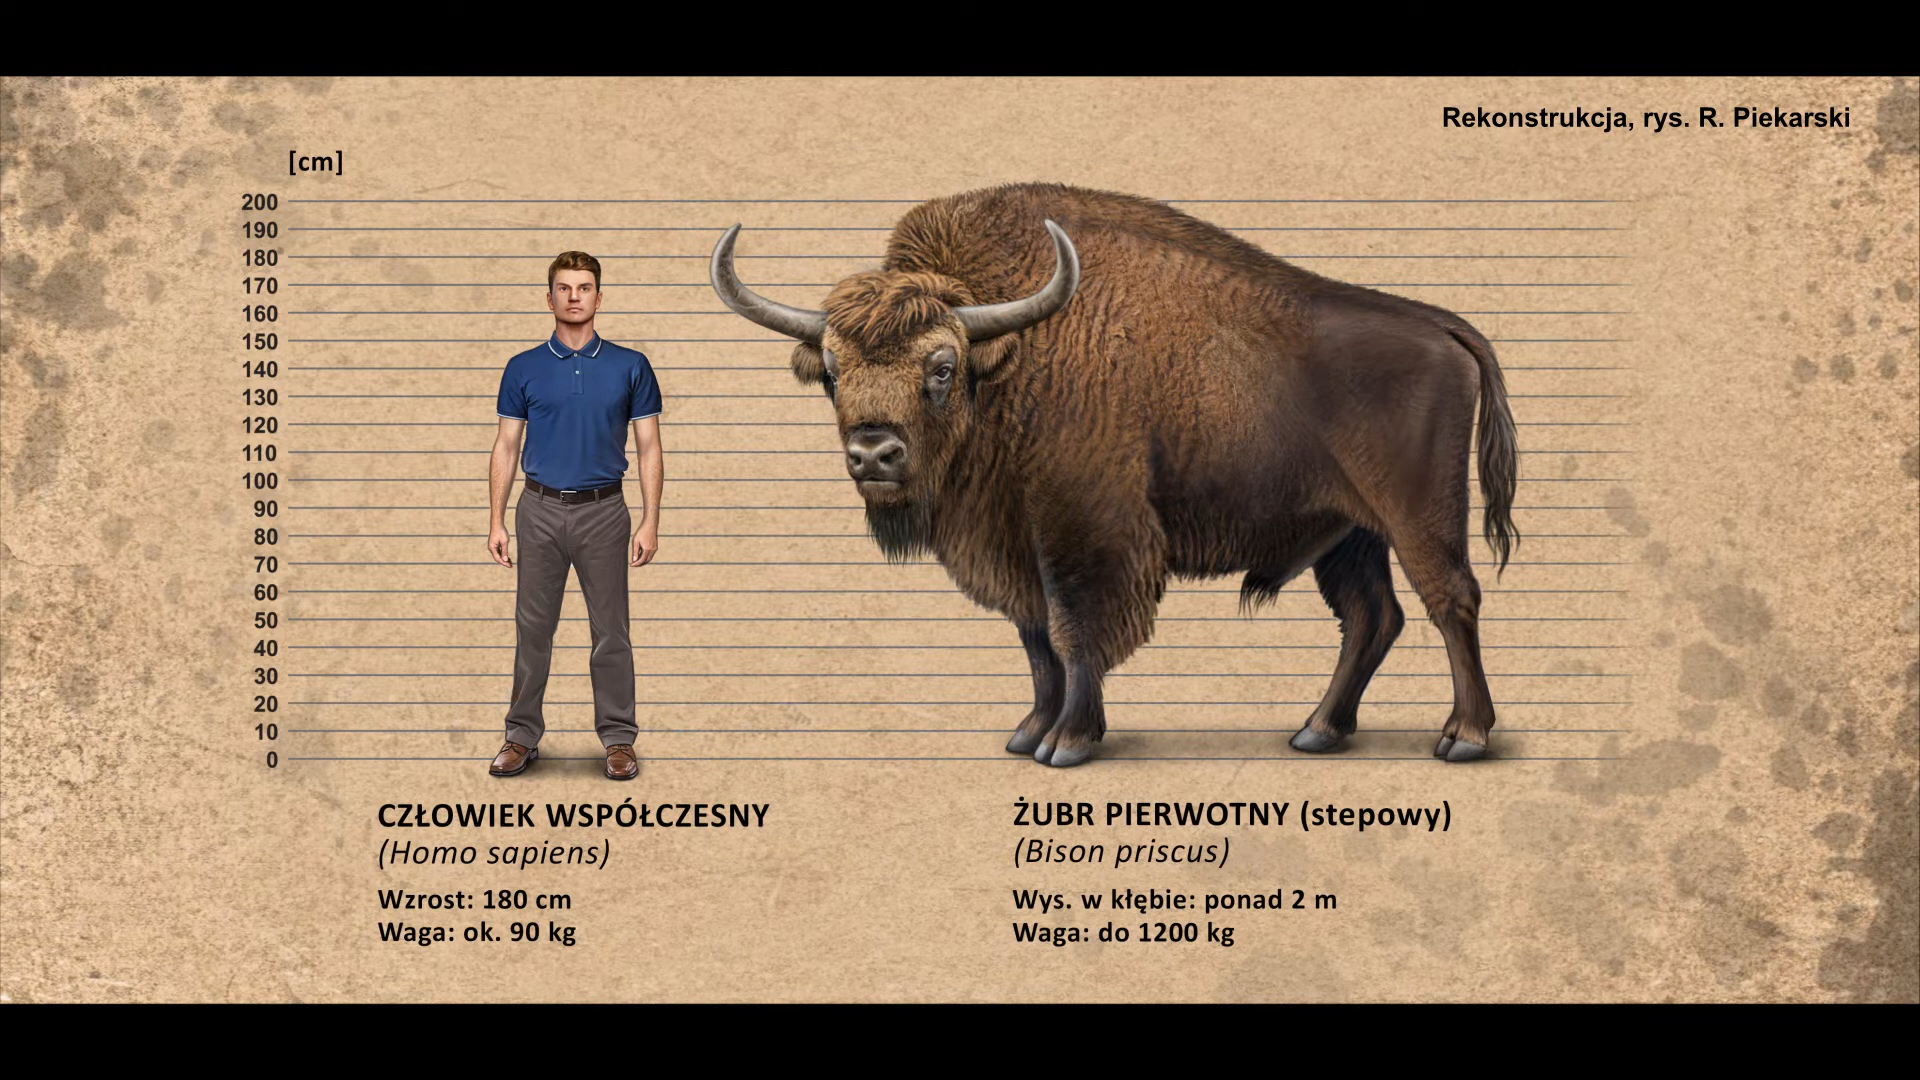 Rekonstrukcja, rys. R. Piekarski
[cm]
200
190
180
170
160
150
140
130
120
110
100
90
80
70
60
50
40
30
20
10
0
CZŁOWIEK WSPÓŁCZESNY
(Homo sapiens)
Wzrost: 180 cm
Waga: ok. 90 kg
ŻUBR PIERWOTNY (stepowy)
(Bison priscus)
Wys. w kłębie: ponad 2 m
Waga: do 1200 kg